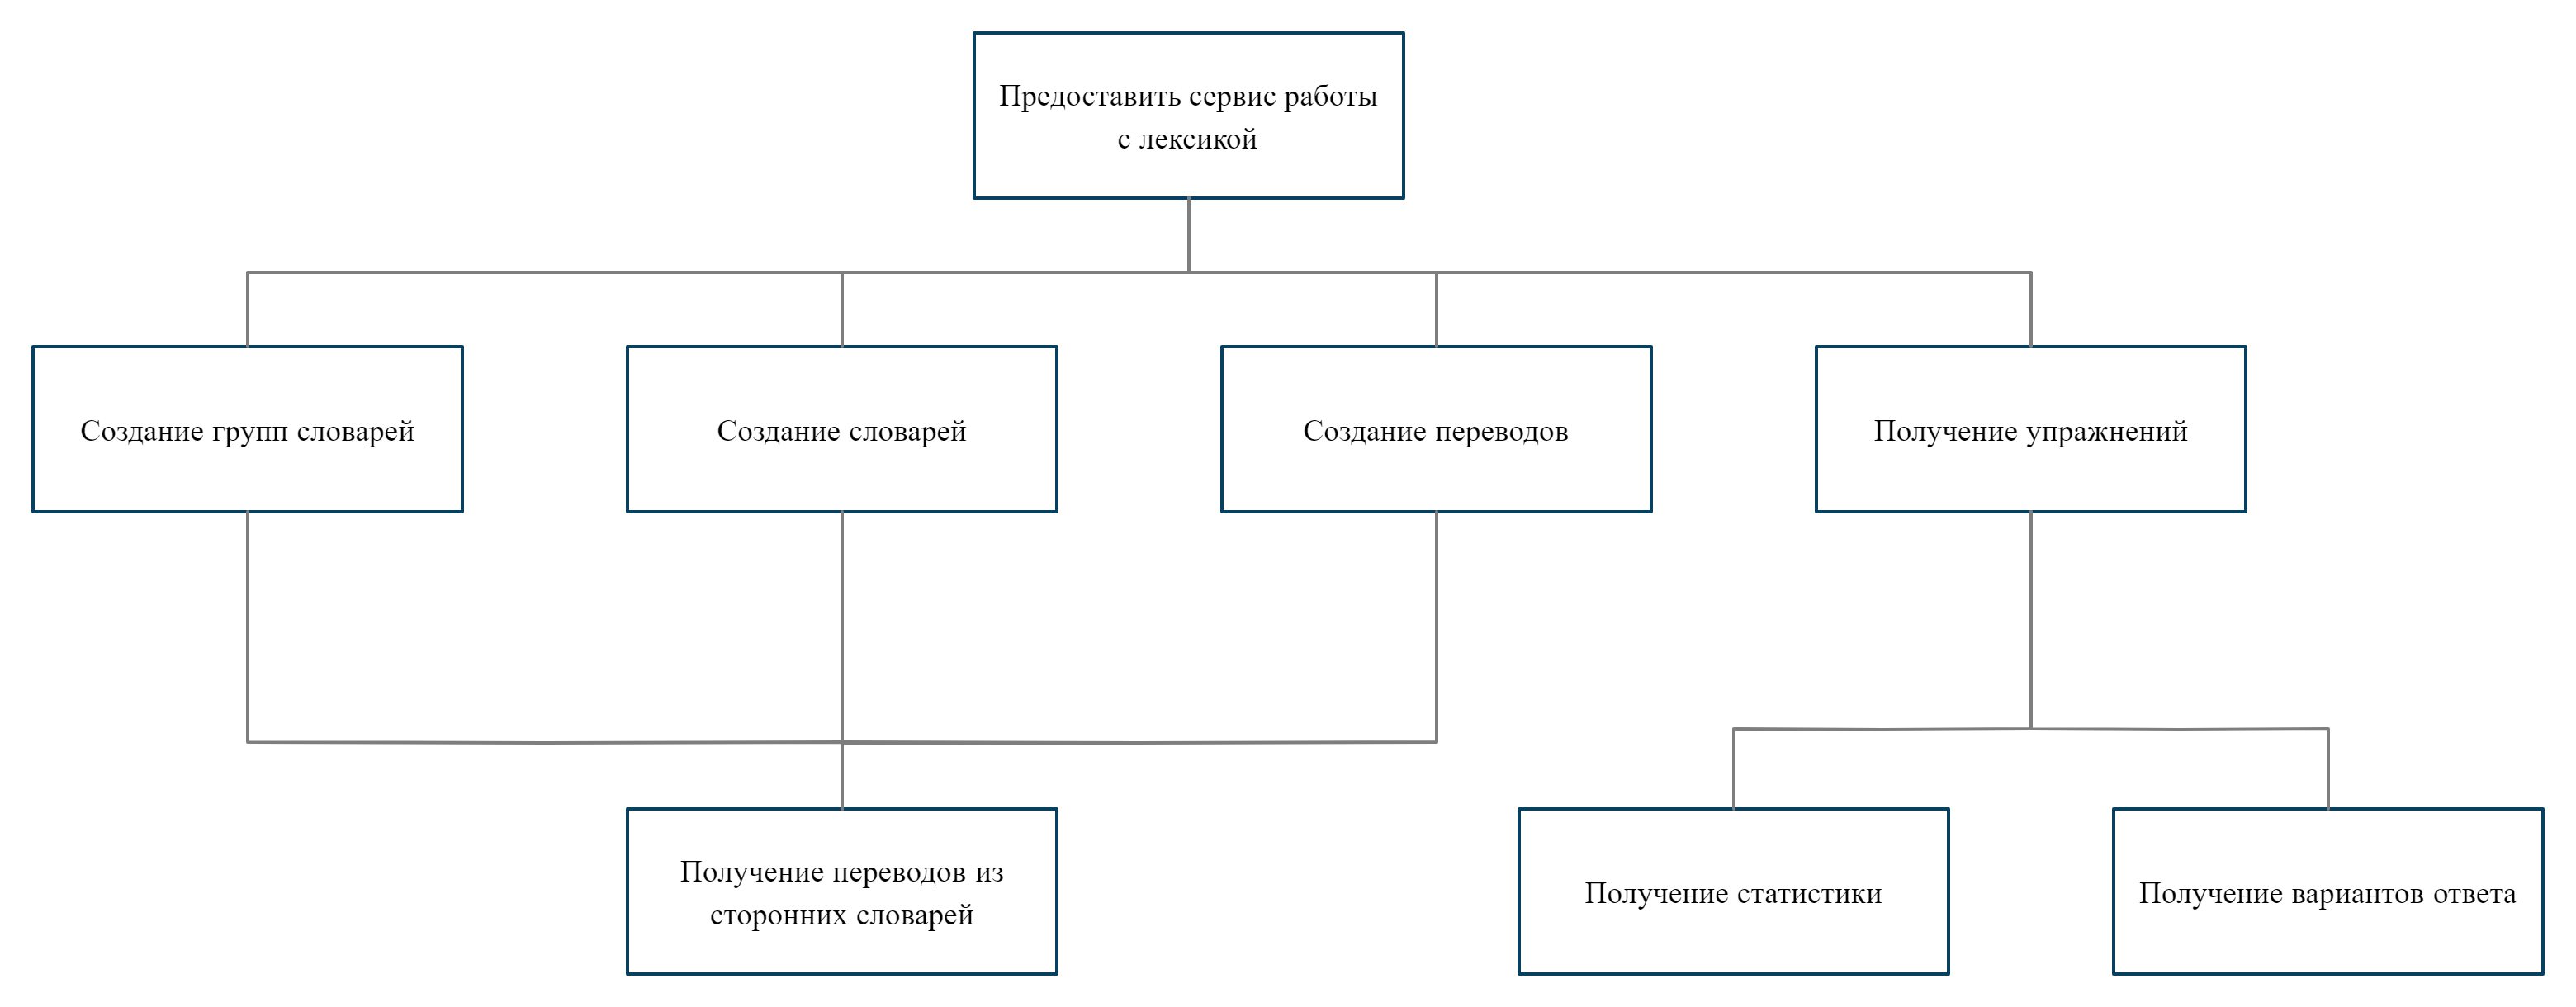 Предоставить сервис работы
с лексикой
Создание групп словарей
Создание словарей
Создание переводов
Получение упражнений
Получение переводов из
сторонних словарей
Получение статистики
Получение вариантов ответа